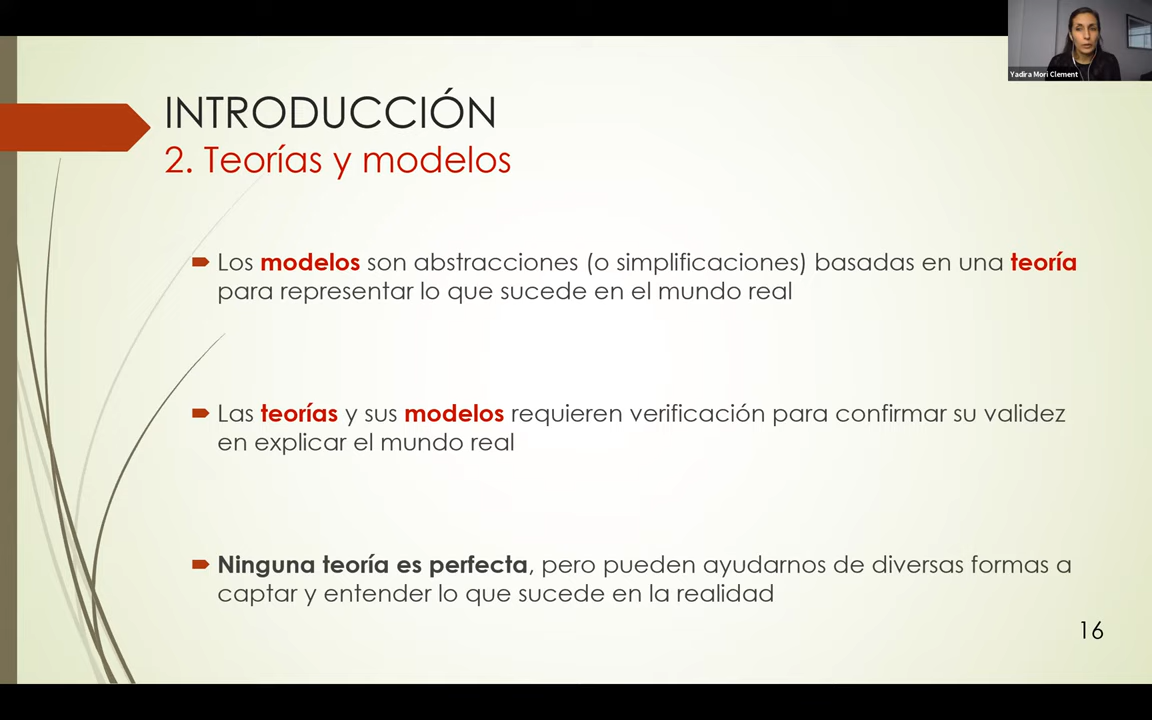 Yadira Mori Clement
INTRODUCCIÓN
2. Teorías y modelos
Los modelos son abstracciones (o simplificaciones) basadas en una teoría
para representar lo que sucede en el mundo real
Las teorías y sus modelos requieren verificación para confirmar su validez
en explicar el mundo real
Ninguna teoría es perfecta, pero pueden ayudarnos de diversas formas a
captar y entender lo que sucede en la realidad
16